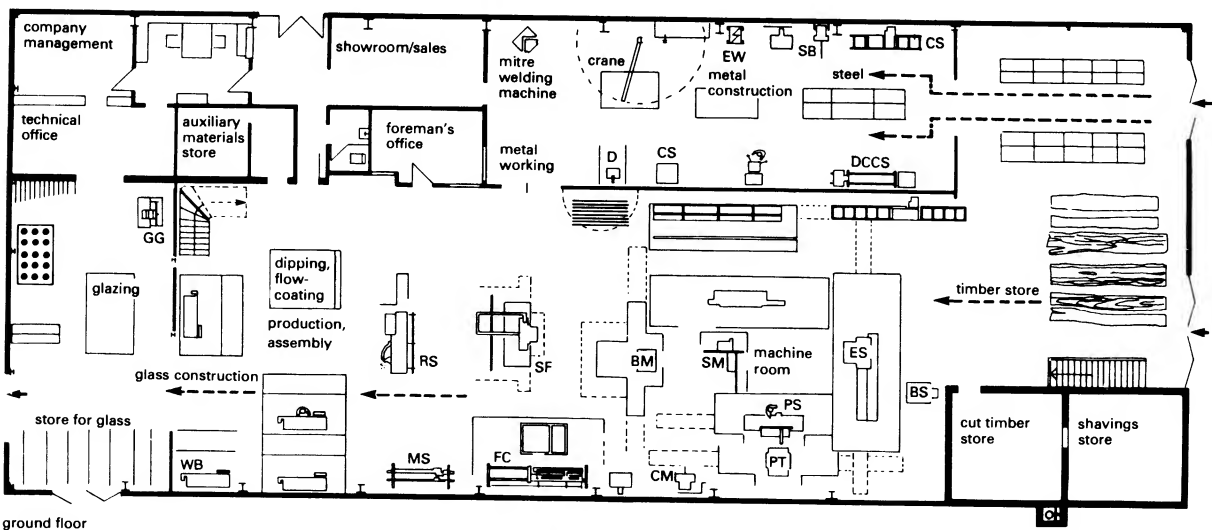 company
management
showroom/sales
mitre
welding
machine
crane
EW
metal
construction
SB
CS
steel
technical
office
auxiliary
materials
store
foreman's
office
metal
working
D
CS
DCCS
GG
glazing
dipping,
flow-
coating
production,
assembly
timber store
RS
SF
BM
SM
machine
room
ES
glass construction
BS
PS
store for glass
cut timber
store
shavings
store
WB
MS
FC
CM
PT
ground floor